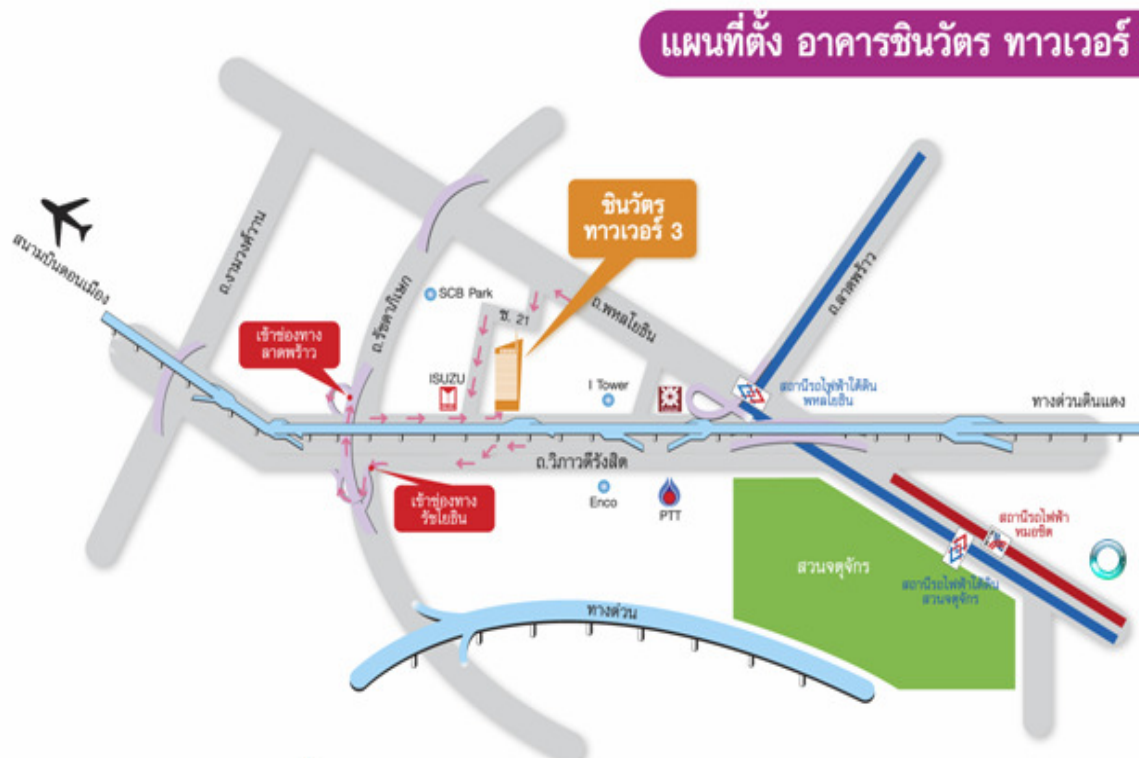 แผนที่ตั้ง อาคารชินวัตร ทาวเวอร์
ชินวัตร
ทาวเวอร์ 3
สนามบินดอนเมือง
ถ.งามวงศ์วาน
ถ.รัชดาภิเษก
SCB Park
ซ. 21
ถ.พหลโยธิน
ถ.ลาดพร้าว
เข้าช่องทาง
ลาดพร้าว
ISUZU
I Tower
สถานีรถไฟฟ้าใต้ดิน
พหลโยธิน
ทางด่วนดินแดง
ถ.วิภาวดีรังสิต
เข้าช่องทาง
รัชโยธิน
Enco
PTT
สถานีรถไฟฟ้า
หมอชิต
สวนจตุจักร
สถานีรถไฟฟ้าใต้ดิน
สวนจตุจักร
ทางด่วน